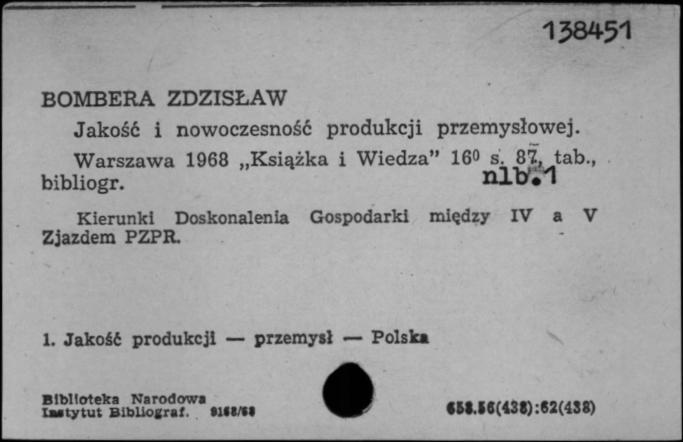 138451
BOMBERA ZDZISŁAW
Jakość i nowoczesność produkcji przemysłowej.
Warszawa 1968 „Książka i Wiedza” 16⁰ s. 87, tab.,
nlb.1
bibliogr.
Kierunki Doskonalenia Gospodarki między IV a V
Zjazdem PZPR.
1. Jakość produkcji — przemysł — Polska
Biblioteka Narodowa
Instytut Bibliograf. 9168/68
658.56(438):62(438)